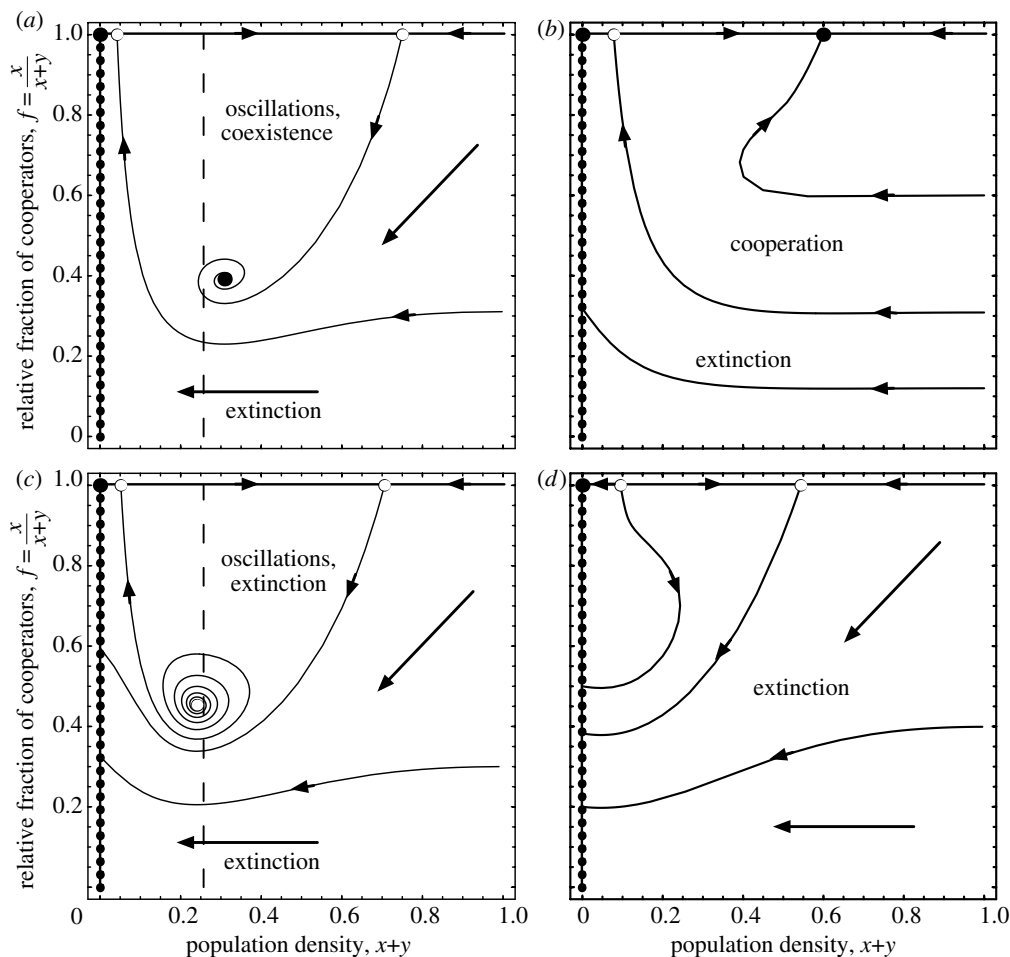 (a)
relative fraction of cooperators, f = x/x+y
1.0
0.8
0.6
0.4
0.2
0
oscillations,
coexistence
extinction
(b)
cooperation
extinction
(c)
relative fraction of cooperators, f = x/x+y
1.0
0.8
0.6
0.4
0.2
oscillations,
extinction
extinction
0 0.2 0.4 0.6 0.8 1.0
population density, x+y
(d)
extinction
0 0.2 0.4 0.6 0.8 1.0
population density, x+y